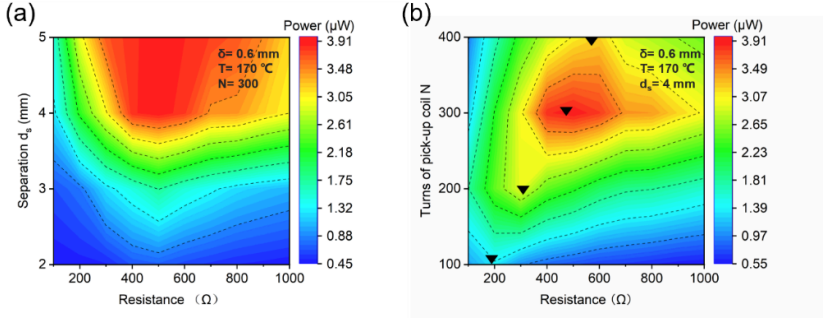 (a)
Power (μW)
5
4
3
2
Separation dₛ (mm)
δ= 0.6 mm
T= 170 ℃
N= 300
200
400
600
800
1000
Resistance （Ω）
3.91
3.48
3.05
2.61
2.18
1.75
1.32
0.88
0.45
(b)
Power (μW)
400
300
200
100
Turns of pick-up coil N
δ= 0.6 mm
T= 170 ℃
dₛ= 4 mm
200
400
600
800
1000
Resistance (Ω)
3.91
3.49
3.07
2.65
2.23
1.81
1.39
0.97
0.55